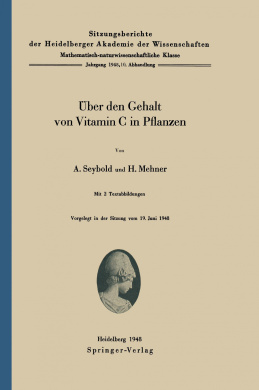 Sitzungsberichte
der Heidelberger Akademie der Wissenschaften
Mathematisch-naturwissenschaftliche Klasse
Jahrgang 1948, 10. Abhandlung
Über den Gehalt
von Vitamin C in Pflanzen
Von
A. Seybold und H. Mehner
Mit 2 Textabbildungen
Vorgelegt in der Sitzung vom 19. Juni 1948
Heidelberg 1948
Springer-Verlag